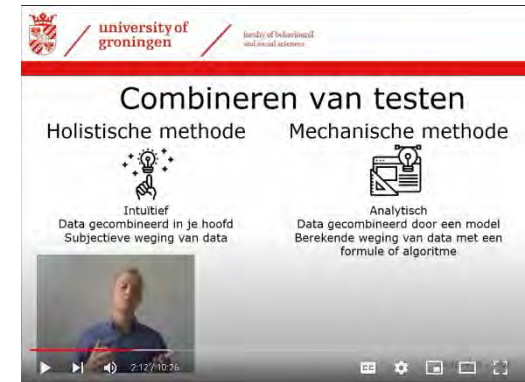 university of
groningen
faculty of behavioural
and social sciences
Combineren van testen
Holistische methode
Intuïtief
Data gecombineerd in je hoofd
Subjectieve weging van data
Mechanische methode
Analytisch
Data gecombineerd door een model
Berekende weging van data met een
formule of algoritme
2:12 / 10:26